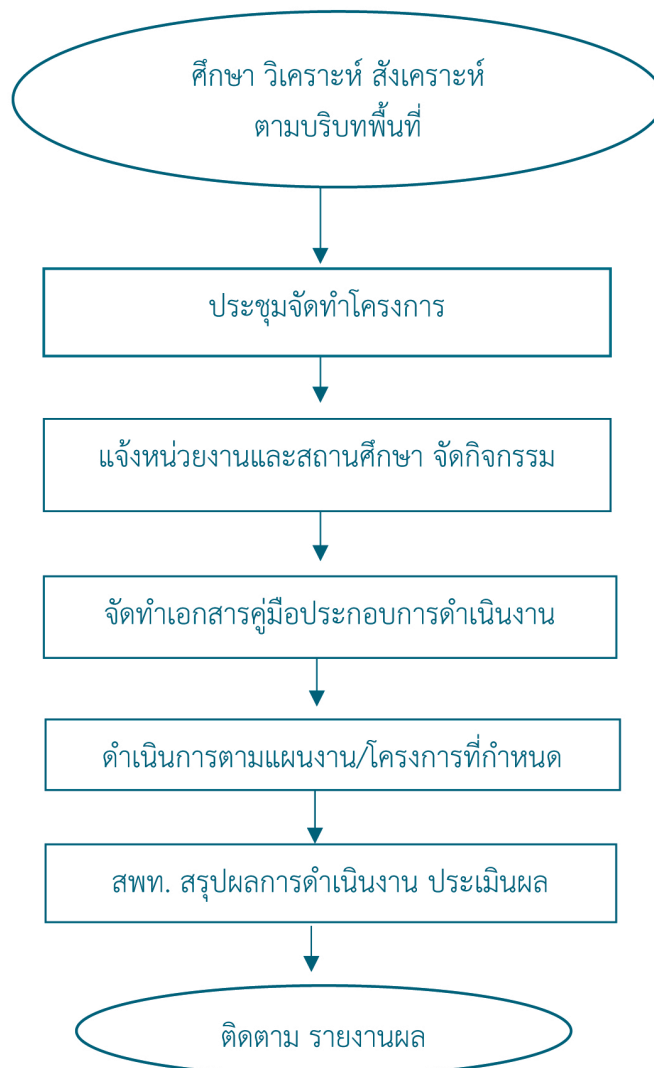 ศึกษา วิเคราะห์ สังเคราะห์
ตามบริบทพื้นที่
ประชุมจัดทำโครงการ
แจ้งหน่วยงานและสถานศึกษา จัดกิจกรรม
จัดทำเอกสารคู่มือประกอบการดำเนินงาน
ดำเนินการตามแผนงาน/โครงการที่กำหนด
สพท. สรุปผลการดำเนินงาน ประเมินผล
ติดตาม รายงานผล